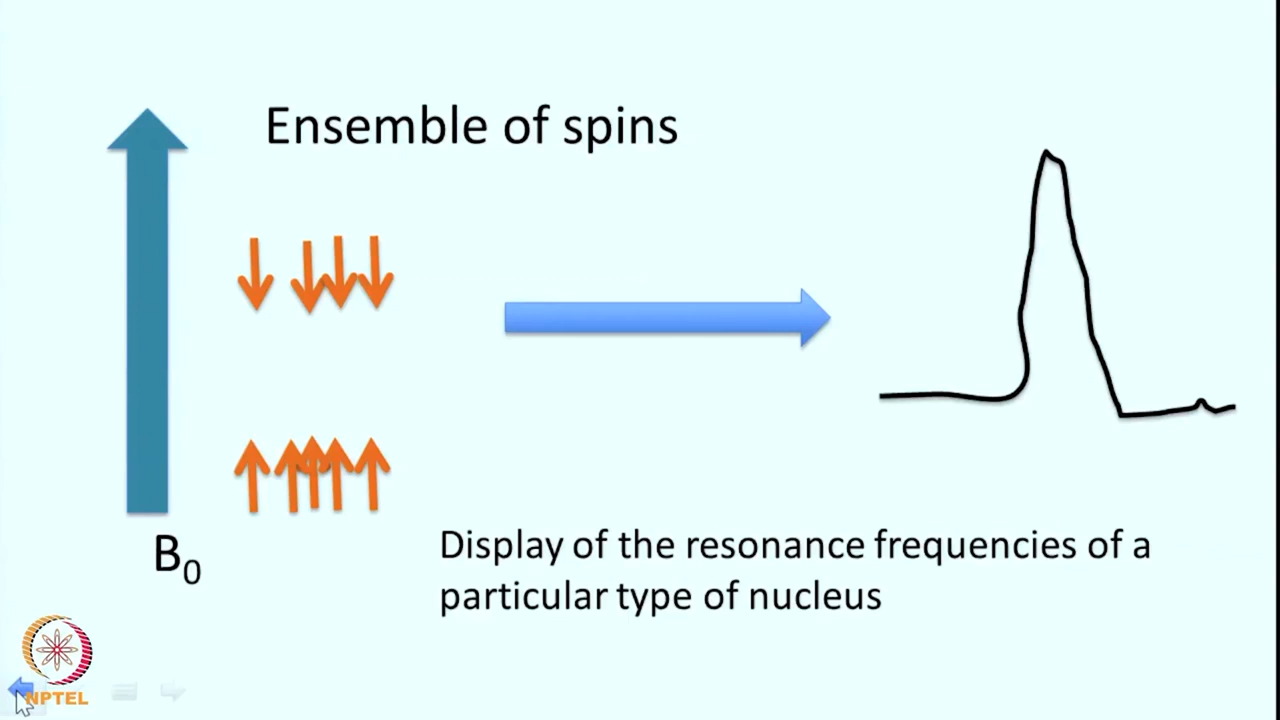 Ensemble of spins
B₀
Display of the resonance frequencies of a
particular type of nucleus
NPTEL